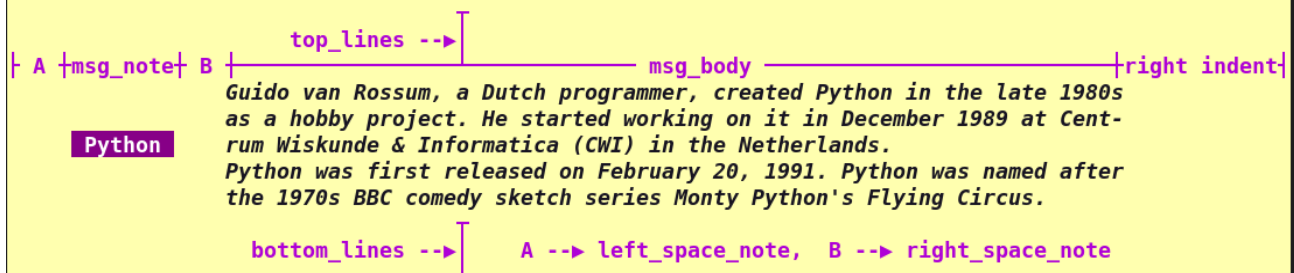 top_lines -->
A msg_note B msg_body right indent
Guido van Rossum, a Dutch programmer, created Python in the late 1980s
as a hobby project. He started working on it in December 1989 at Cent-
Python rum Wiskunde & Informatica (CWI) in the Netherlands.
Python was first released on February 20, 1991. Python was named after
the 1970s BBC comedy sketch series Monty Python's Flying Circus.
bottom_lines --> A --> left_space_note, B --> right_space_note